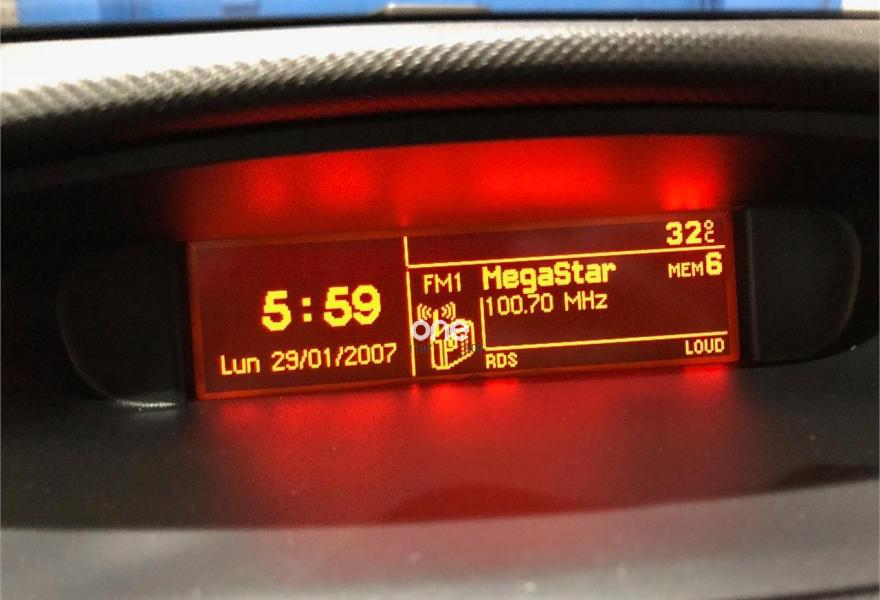 32°C
FM1 MegaStar MEM6
100.70 MHz
5:59
Lun 29/01/2007
RDS LOUD
one